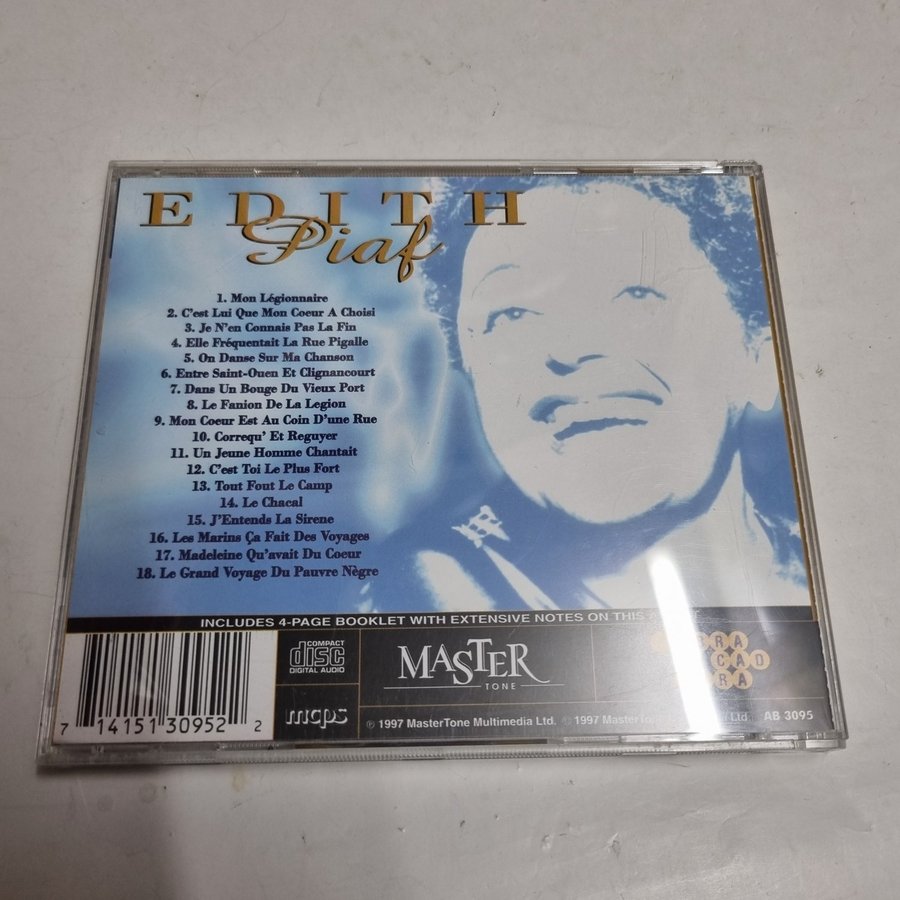 EDITH
Piaf
1. Mon Légionnaire
2. C'est Lui Que Mon Coeur A Choisi
3. Je N'en Connais Pas La Fin
4. Elle Fréquentait La Rue Pigalle
5. On Danse Sur Ma Chanson
6. Entre Saint-Ouen Et Clignancourt
7. Dans Un Bouge Du Vieux Port
8. Le Fanion De La Legion
9. Mon Coeur Est Au Coin D'une Rue
10. Correqu' Et Reguyer
11. Un Jeune Homme Chantait
12. C'est Toi Le Plus Fort
13. Tout Fout Le Camp
14. Le Chacal
15. J'Entends La Sirene
16. Les Marins Ça Fait Des Voyages
17. Madeleine Qu'avait Du Coeur
18. Le Grand Voyage Du Pauvre Nègre
INCLUDES 4-PAGE BOOKLET WITH EXTENSIVE NOTES ON THIS
COMPACT
disc
DIGITAL AUDIO
MASTER
TONE
RA
CAD
RA
mcps
7 14151 30952 2
℗ 1997 MasterTone Multimedia Ltd. © 1997 Ltd. AB 3095